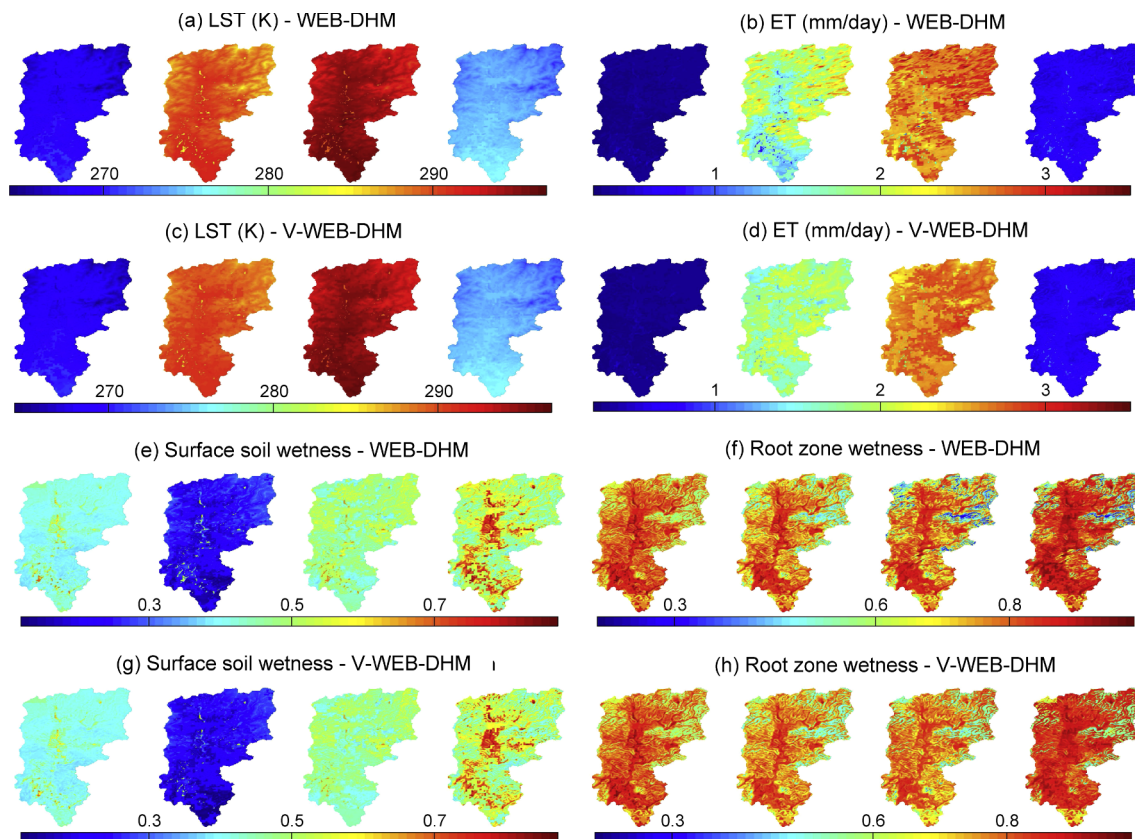 (a) LST (K) - WEB-DHM
(b) ET (mm/day) - WEB-DHM
270 280 290
1 2 3
(c) LST (K) - V-WEB-DHM
(d) ET (mm/day) - V-WEB-DHM
270 280 290
1 2 3
(e) Surface soil wetness - WEB-DHM
(f) Root zone wetness - WEB-DHM
0.3 0.5 0.7
0.3 0.6 0.8
(g) Surface soil wetness - V-WEB-DHM
(h) Root zone wetness - V-WEB-DHM
0.3 0.5 0.7
0.3 0.6 0.8